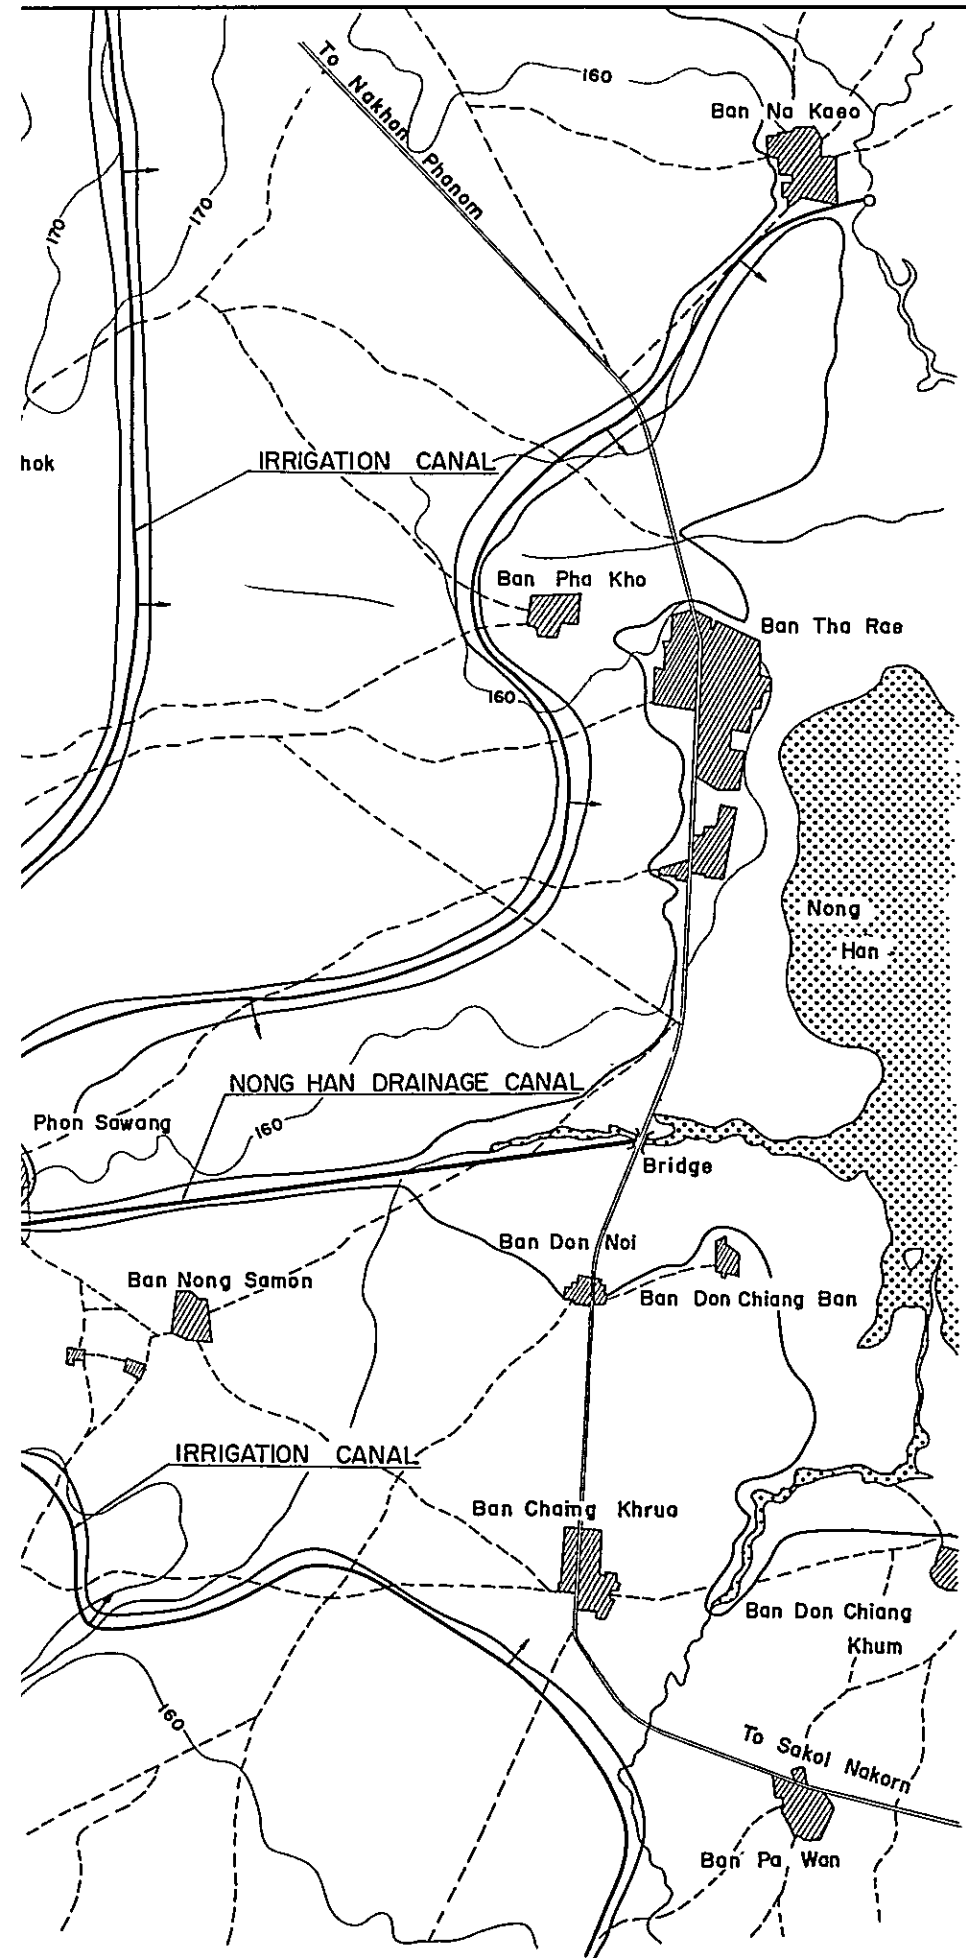 To Nakhon Phanom
160
Ban Na Kaeo
170
170
hok
IRRIGATION CANAL
Ban Pha Kho
Ban Tha Rae
160
Nong
Han
NONG HAN DRAINAGE CANAL
Phon Sawang
160
Bridge
Ban Don Noi
Ban Nong Samon
Ban Don Chiang Ban
IRRIGATION CANAL
Ban Chaing Khrua
Ban Don Chiang
Khum
160
To Sakol Nakorn
Ban Pa Wan